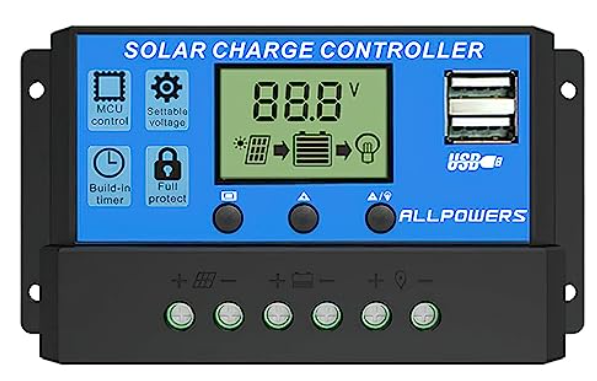 SOLAR CHARGE CONTROLLER
MCU
control
Settable
voltage
Build-in
timer
Full
protect
88.8 V
USB
ALLPOWERS
+ - + - + -